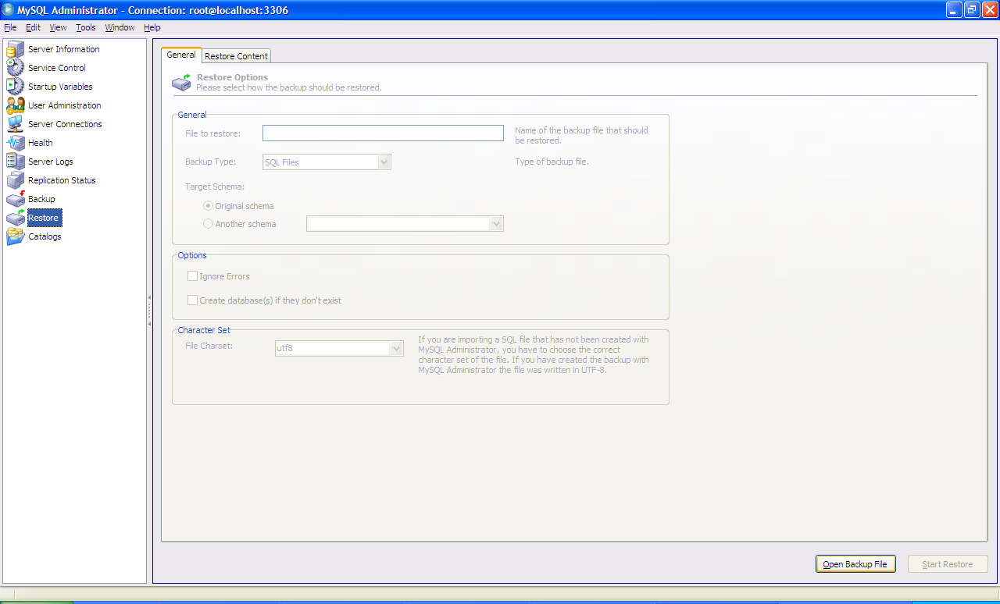 MySQL Administrator - Connection: root@localhost:3306
File Edit View Tools Window Help
Server Information
Service Control
Startup Variables
User Administration
Server Connections
Health
Server Logs
Replication Status
Backup
Restore
Catalogs
General Restore Content
Restore Options
Please select how the backup should be restored.
General
File to restore:
Name of the backup file that should
be restored.
Backup Type: SQL Files Type of backup file.
Target Schema:
Original schema
Another schema
Options
Ignore Errors
Create database(s) if they don't exist
Character Set
File Charset: utf8
If you are importing a SQL file that has not been created with
MySQL Administrator, you have to choose the correct
character set of the file. If you have created the backup with
MySQL Administrator the file was written in UTF-8.
Open Backup File Start Restore